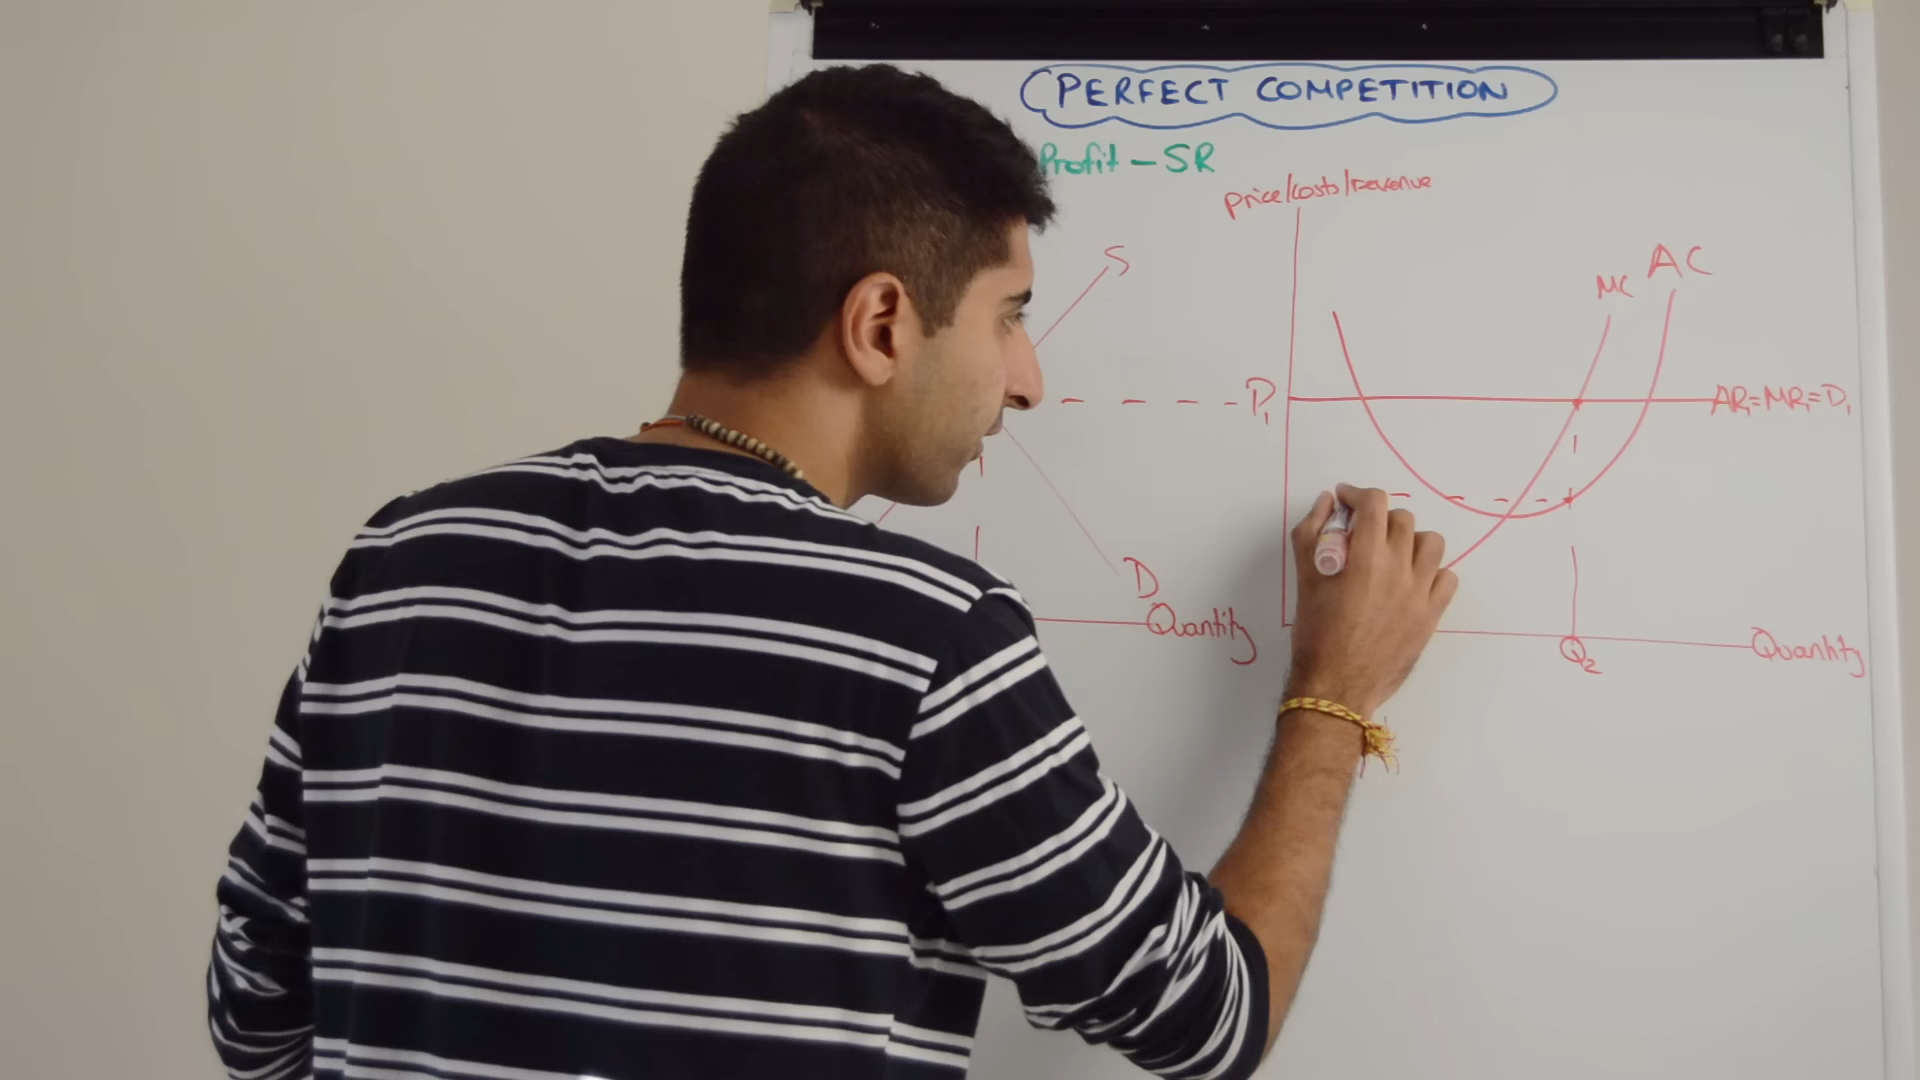 PERFECT COMPETITION
Profit – SR
price/costs/revenue
S
MC
AC
P₁
AR₁=MR₁=D₁
D
Quantity
Q₂
Quantity